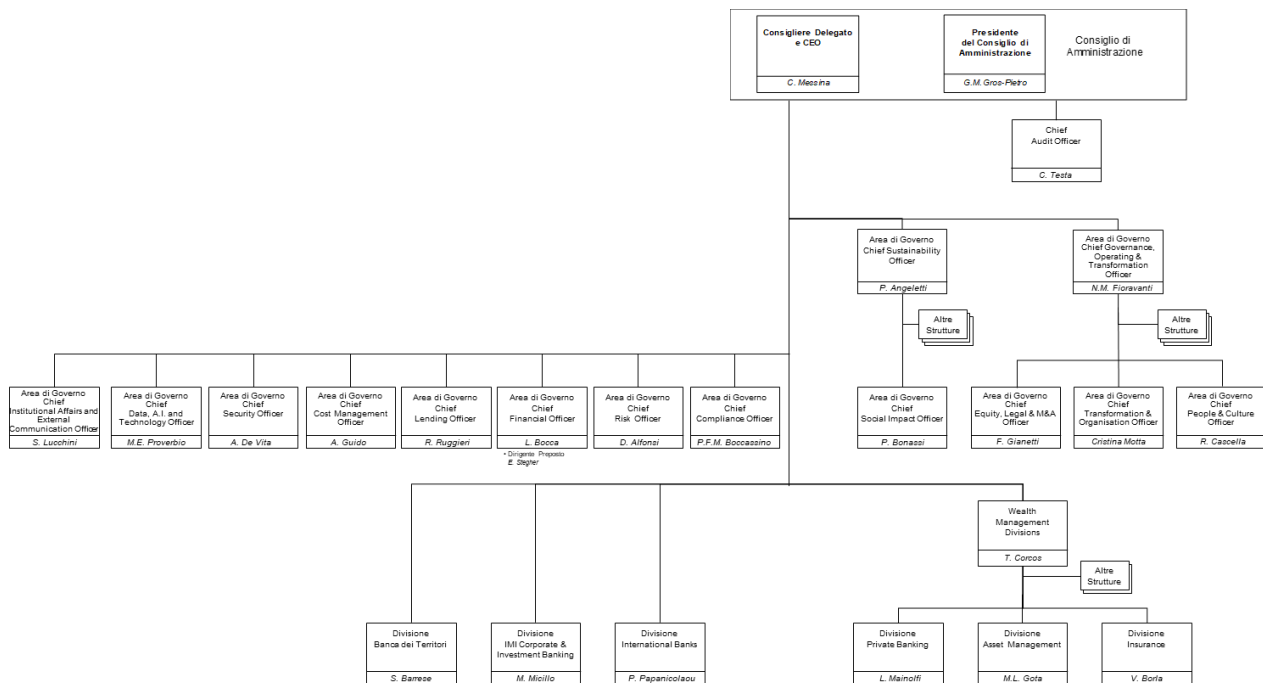 Consigliere Delegato
e CEO
C. Messina
Presidente
del Consiglio di
Amministrazione
G.M. Gros-Pietro
Consiglio di
Amministrazione
Chief
Audit Officer
C. Testa
Area di Governo
Chief Sustainability
Officer
P. Angeletti
Area di Governo
Chief Governance,
Operating &
Transformation
Officer
N.M. Fioravanti
Altre
Strutture
Altre
Strutture
Area di Governo
Chief
Institutional Affairs and
External
Communication Officer
S. Lucchini
Area di Governo
Chief
Data, A.I. and
Technology Officer
M.E. Proverbio
Area di Governo
Chief
Security Officer
A. De Vita
Area di Governo
Chief
Cost Management
Officer
A. Guido
Area di Governo
Chief
Lending Officer
R. Ruggieri
Area di Governo
Chief
Financial Officer
L. Bocca
• Dirigente Preposto
E. Stegher
Area di Governo
Chief
Risk Officer
D. Alfonsi
Area di Governo
Chief
Compliance Officer
P.F.M. Boccassino
Area di Governo
Chief
Social Impact Officer
P. Bonassi
Area di Governo
Chief
Equity, Legal & M&A
Officer
F. Gianetti
Area di Governo
Chief
Transformation &
Organisation Officer
Cristina Motta
Area di Governo
Chief
People & Culture
Officer
R. Cascella
Wealth
Management
Divisions
T. Corcos
Altre
Strutture
Divisione
Banca dei Territori
S. Barrese
Divisione
IMI Corporate &
Investment Banking
M. Micillo
Divisione
International Banks
P. Papanicolaou
Divisione
Private Banking
L. Mainolfi
Divisione
Asset Management
M.L. Gota
Divisione
Insurance
V. Borla